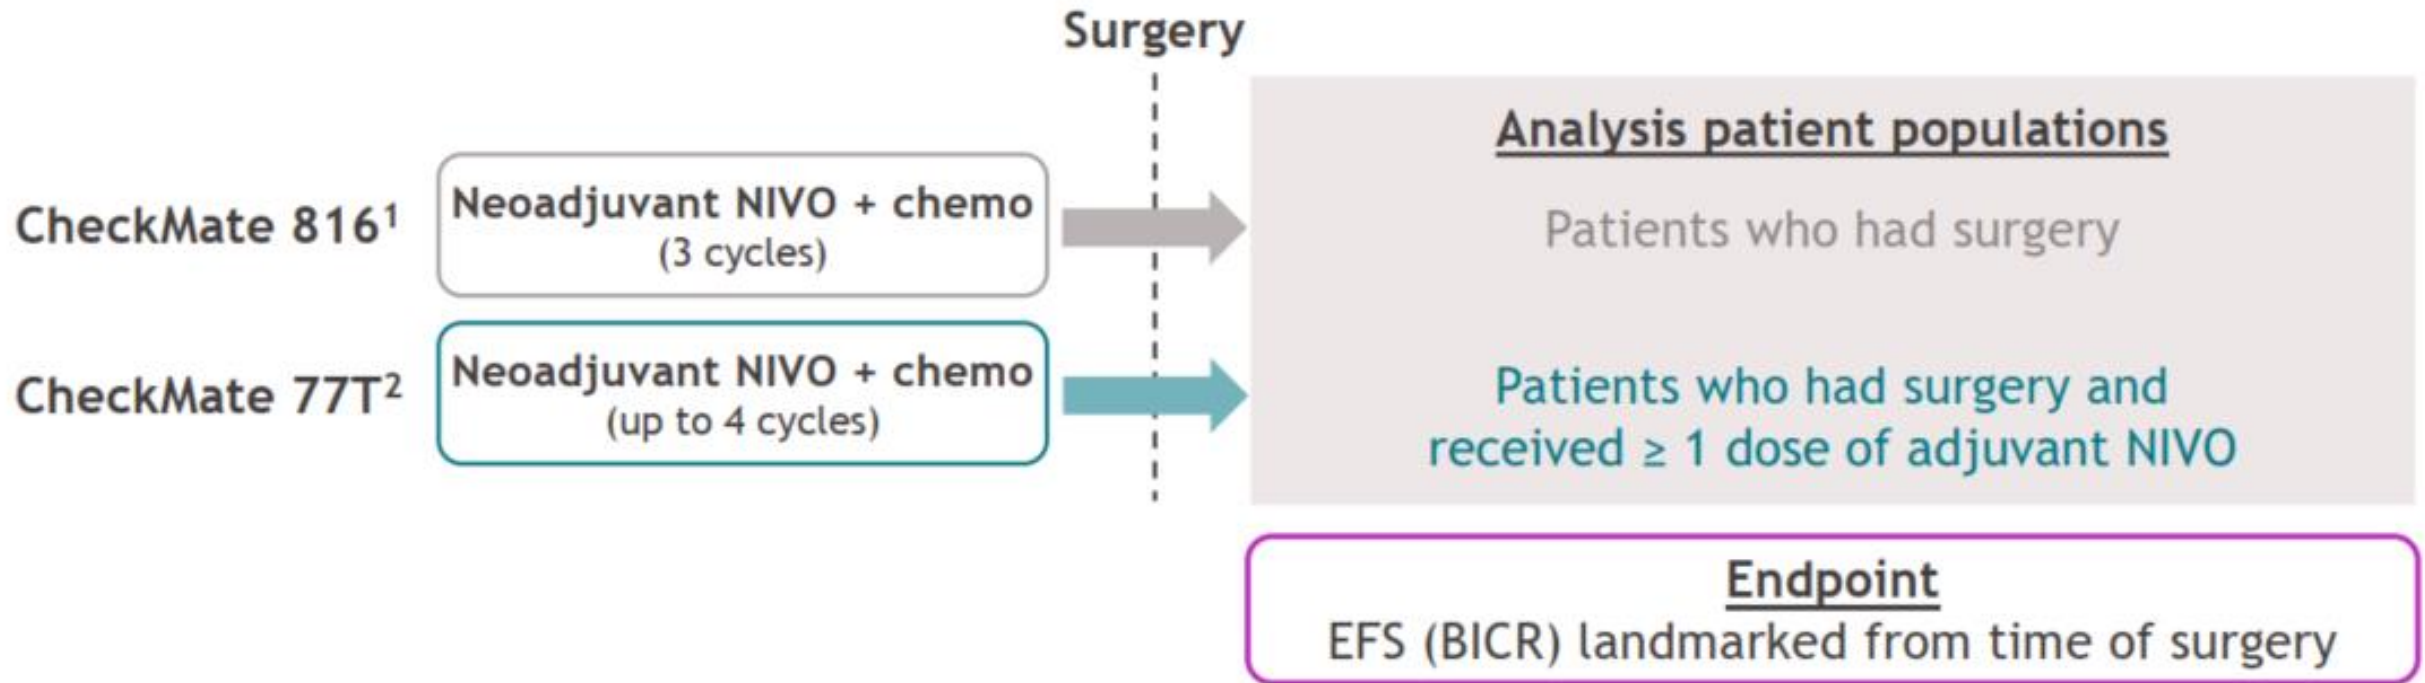 Surgery
Analysis patient populations
CheckMate 816¹
Neoadjuvant NIVO + chemo
(3 cycles)
Patients who had surgery
CheckMate 77T²
Neoadjuvant NIVO + chemo
(up to 4 cycles)
Patients who had surgery and
received ≥ 1 dose of adjuvant NIVO
Endpoint
EFS (BICR) landmarked from time of surgery